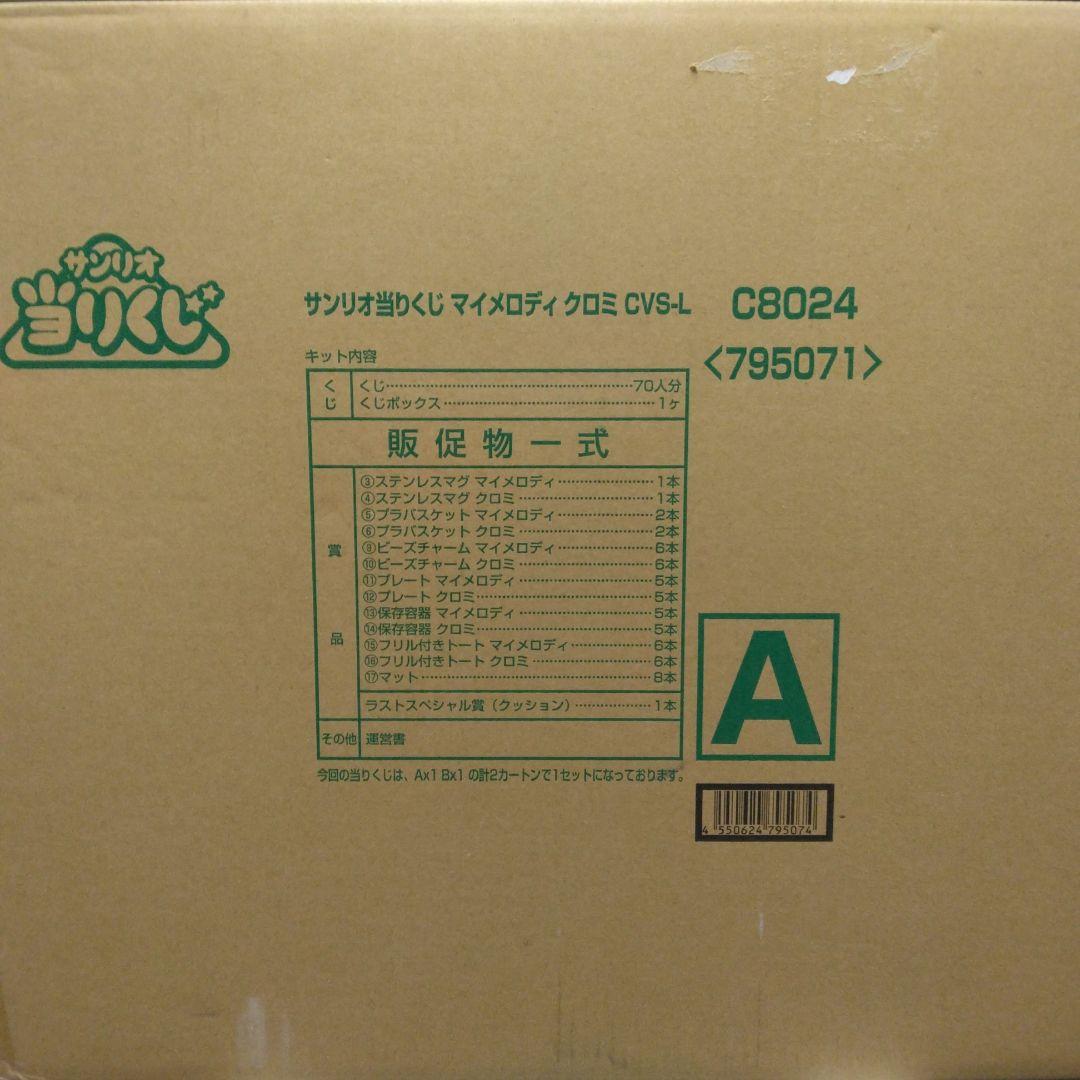 サンリオ
当りくじ
サンリオ当りくじ マイメロディ クロミ CVS-L C8024
〈795071〉
キット内容
くじ
くじ……70人分
くじボックス……1ヶ
販促物一式
賞品
③ステンレスマグ マイメロディ……1本
④ステンレスマグ クロミ……1本
⑤プラバスケット マイメロディ……2本
⑥プラバスケット クロミ……2本
⑨ビーズチャーム マイメロディ……6本
⑩ビーズチャーム クロミ……6本
⑪プレート マイメロディ……5本
⑫プレート クロミ……5本
⑬保存容器 マイメロディ……5本
⑭保存容器 クロミ……5本
⑮フリル付きトート マイメロディ……6本
⑯フリル付きトート クロミ……6本
⑰マット……8本
ラストスペシャル賞（クッション）……1本
その他 運営書
今回の当りくじは、Ax1 Bx1 の計2カートンで1セットになっております。
A
4 550624 795074